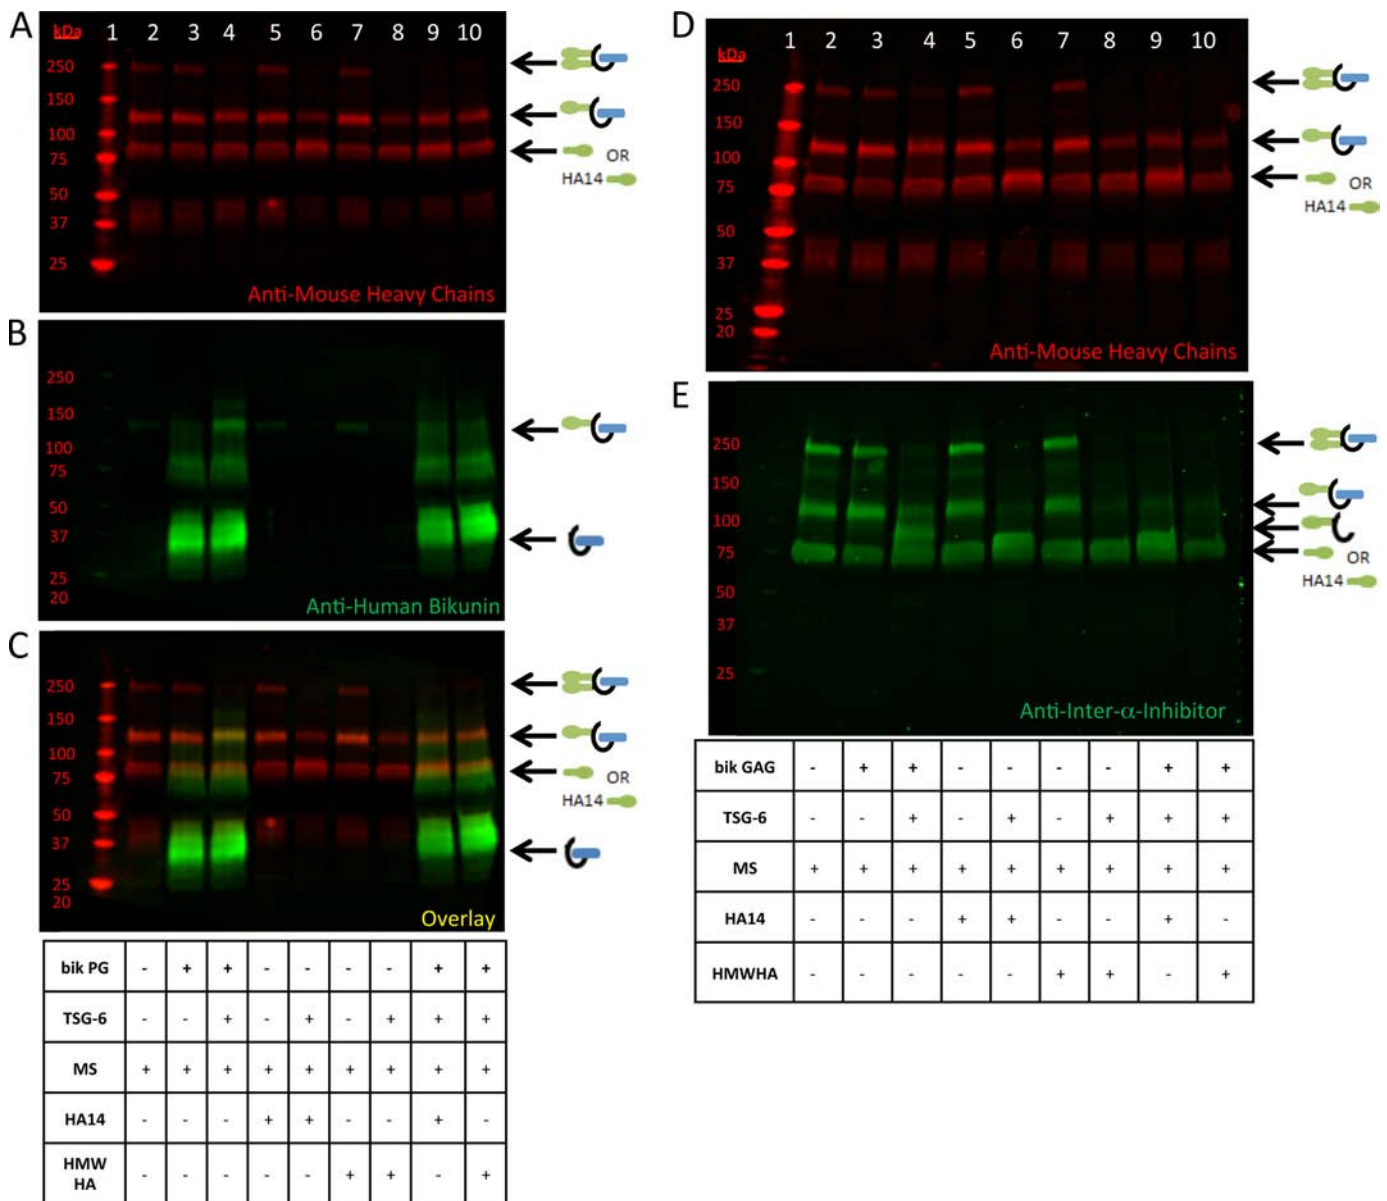 A
kDa 1 2 3 4 5 6 7 8 9 10
250
150
100
75
50
37
25
OR
HA14
Anti-Mouse Heavy Chains
B
250
150
100
75
50
37
25
20
Anti-Human Bikunin
C
250
150
100
75
50
37
25
20
OR
HA14
Overlay
bik PG - + + - - - - + +
TSG-6 - - + - + - + + +
MS + + + + + + + + +
HA14 - - - + + - - + -
HMW
HA - - - - - + + - +
D
kDa 1 2 3 4 5 6 7 8 9 10
250
150
100
75
50
37
25
20
OR
HA14
Anti-Mouse Heavy Chains
E
250
150
100
75
50
37
25
OR
HA14
Anti-Inter-α-Inhibitor
bik GAG - + + - - - - + +
TSG-6 - - + - + - + + +
MS + + + + + + + + +
HA14 - - - + + - - + -
HMWHA - - - - - + + - +